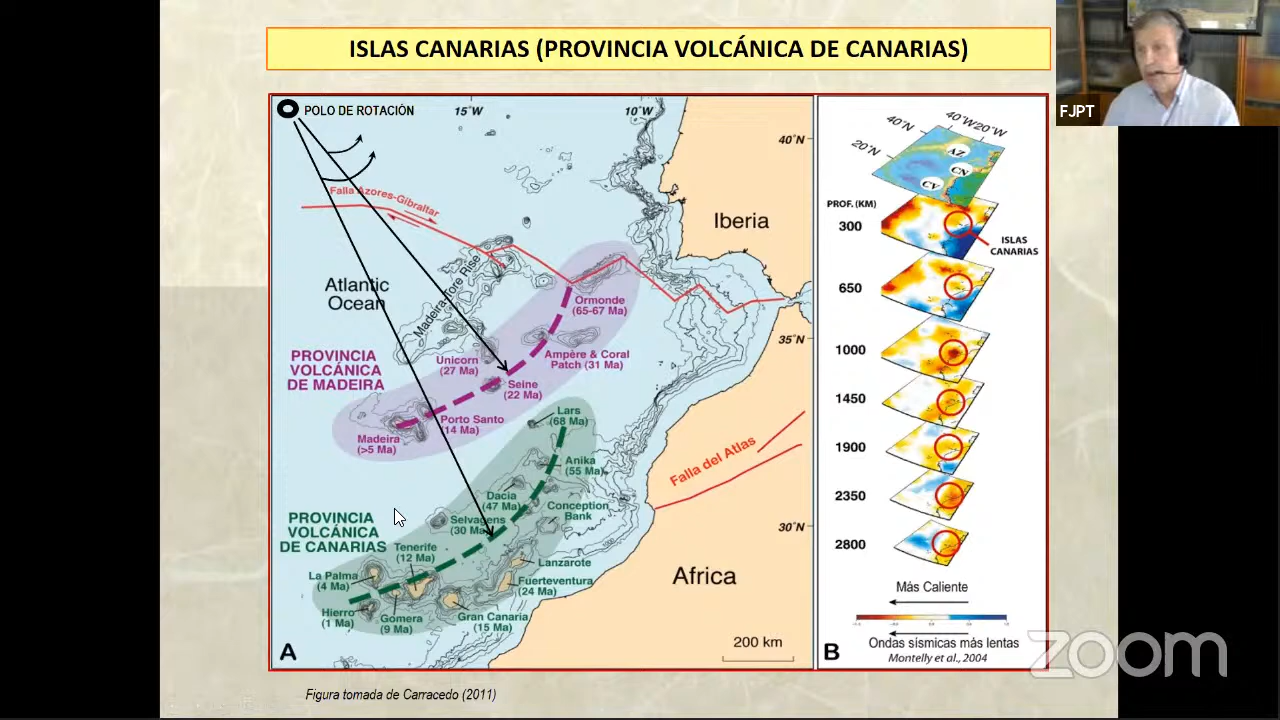 ISLAS CANARIAS (PROVINCIA VOLCÁNICA DE CANARIAS)
FJPT
POLO DE ROTACIÓN
15°W
10°W
40°N
Falla Azores-Gibraltar
Iberia
Atlantic
Ocean
Madeira-Tore Rise
Ormonde
(65-67 Ma)
35°N
PROVINCIA
VOLCÁNICA
DE MADEIRA
Unicorn
(27 Ma)
Ampère & Coral
Patch (31 Ma)
Seine
(22 Ma)
Porto Santo
(14 Ma)
Madeira
(>5 Ma)
Lars
(68 Ma)
Falla del Atlas
Anika
(55 Ma)
Dacia
(47 Ma)
Conception
Bank
Selvagens
(30 Ma)
30°N
PROVINCIA
VOLCÁNICA
DE CANARIAS
Tenerife
(12 Ma)
Lanzarote
La Palma
(4 Ma)
Fuerteventura
(24 Ma)
Africa
Hierro
(1 Ma)
Gomera
(9 Ma)
Gran Canaria
(15 Ma)
200 km
A
40°N
40°W
20°W
20°N
AZ
CN
CV
PROF. (KM)
300
ISLAS
CANARIAS
650
1000
1450
1900
2350
2800
Más Caliente
Ondas sísmicas más lentas
Montelly et al., 2004
B
zoom
Figura tomada de Carracedo (2011)